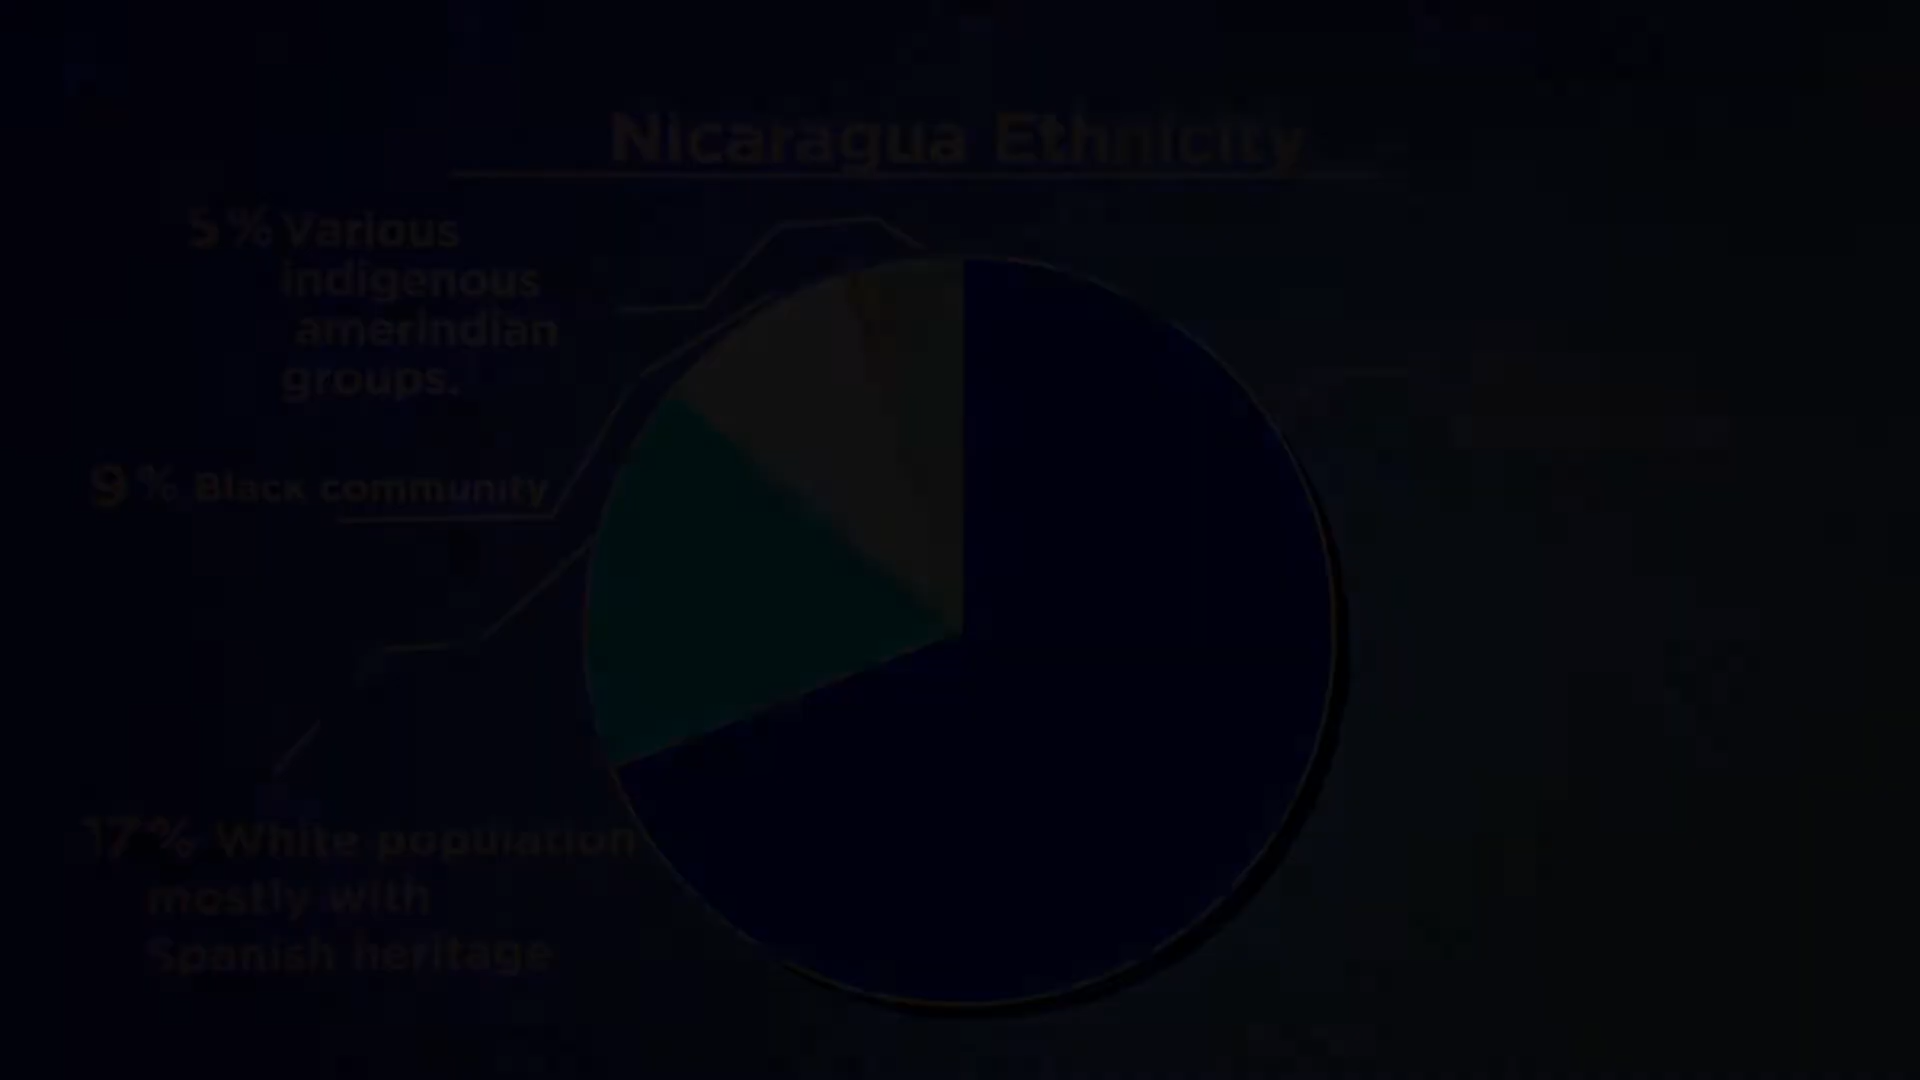 Nicaragua Ethnicity
5% Various
indigenous
amerindian
groups.
9% Black community
17% White population
mostly with
Spanish heritage